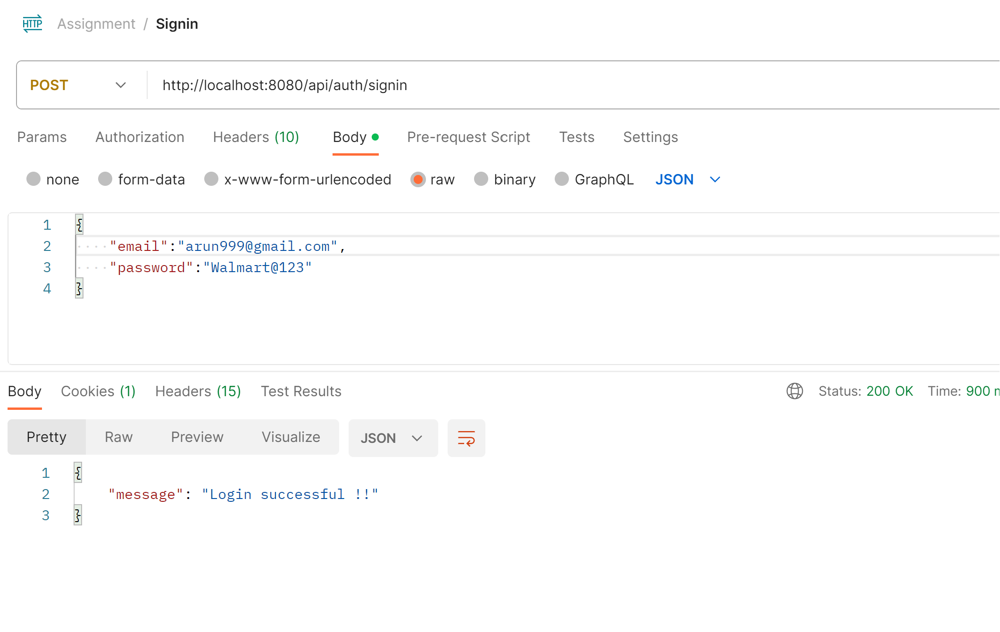 HTTP Assignment / Signin
POST http://localhost:8080/api/auth/signin
Params Authorization Headers (10) Body Pre-request Script Tests Settings
none form-data x-www-form-urlencoded raw binary GraphQL JSON
1 {
2 "email":"arun999@gmail.com",
3 "password":"Walmart@123"
4 }
Body Cookies (1) Headers (15) Test Results Status: 200 OK Time: 900
Pretty Raw Preview Visualize JSON
1 {
2 "message": "Login successful !!"
3 }